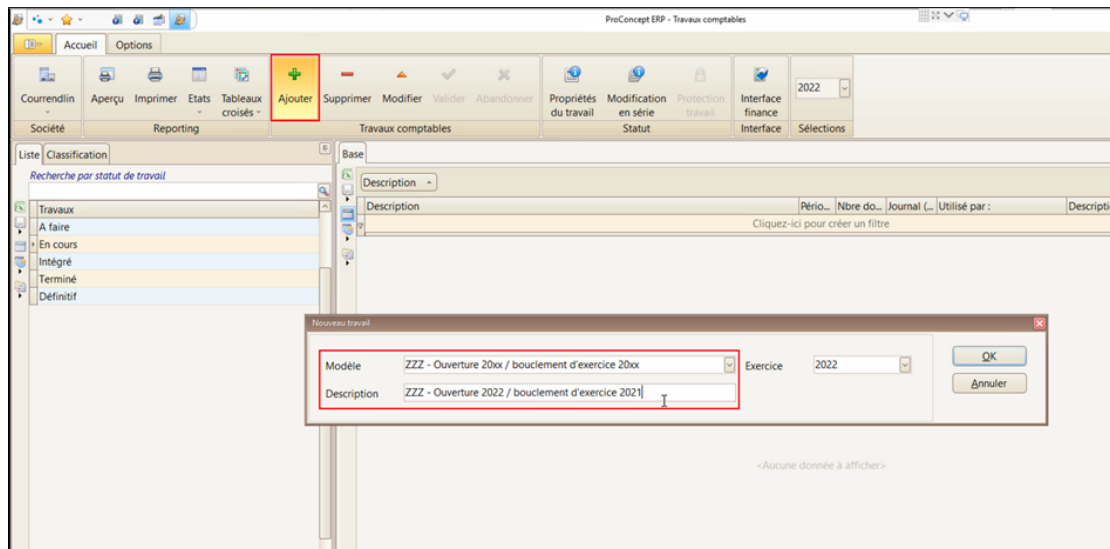 ProConcept ERP - Travaux comptables
Accueil Options
Courrendlin Aperçu Imprimer Etats Tableaux croisés Ajouter Supprimer Modifier Valider Abandonner Propriétés du travail Modification en série Protection travail Interface finance 2022
Société Reporting Travaux comptables Statut Interface Sélections
Liste Classification Base
Recherche par statut de travail
Description
Travaux Description Pério... Nbre do... Journal (... Utilisé par : Descripti
A faire Cliquez-ici pour créer un filtre
En cours
Intégré
Terminé
Définitif
Nouveau travail
Modèle ZZZ - Ouverture 20xx / bouclement d'exercice 20xx Exercice 2022 OK
Description ZZZ - Ouverture 2022 / bouclement d'exercice 2021 Annuler
<Aucune donnée à afficher>